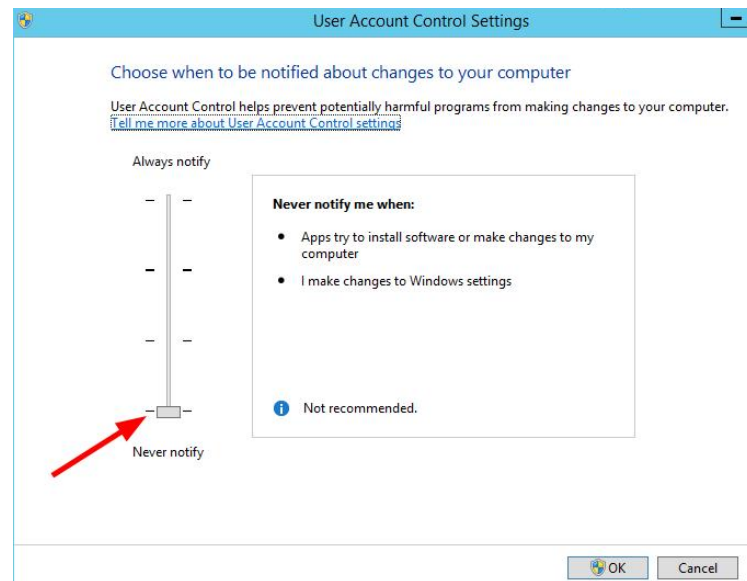 User Account Control Settings
Choose when to be notified about changes to your computer
User Account Control helps prevent potentially harmful programs from making changes to your computer.
Tell me more about User Account Control settings
Always notify
Never notify me when:
Apps try to install software or make changes to my
computer
I make changes to Windows settings
Not recommended.
Never notify
OK
Cancel